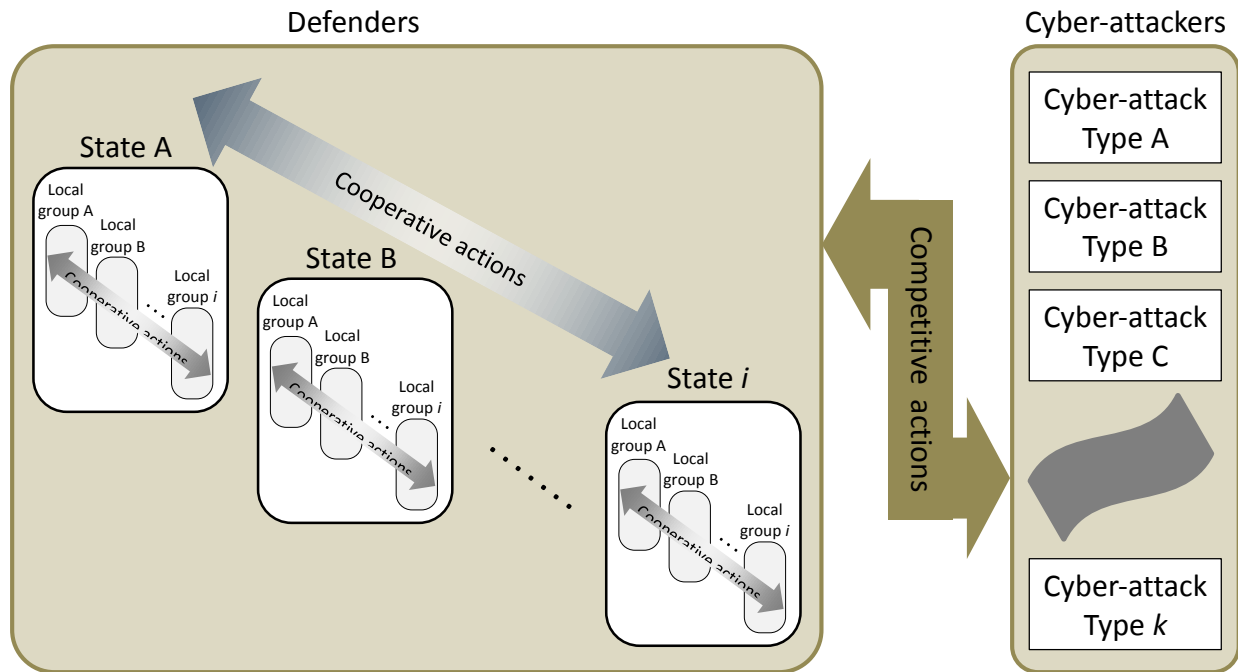 Defenders
Cyber-attackers
State A
Local
group A
Local
group B
Local
group i
Cooperative actions
Cooperative actions
State B
Local
group A
Local
group B
Local
group i
Cooperative actions
State i
Local
group A
Local
group B
Local
group i
Cooperative actions
Competitive actions
Cyber-attack
Type A
Cyber-attack
Type B
Cyber-attack
Type C
Cyber-attack
Type k